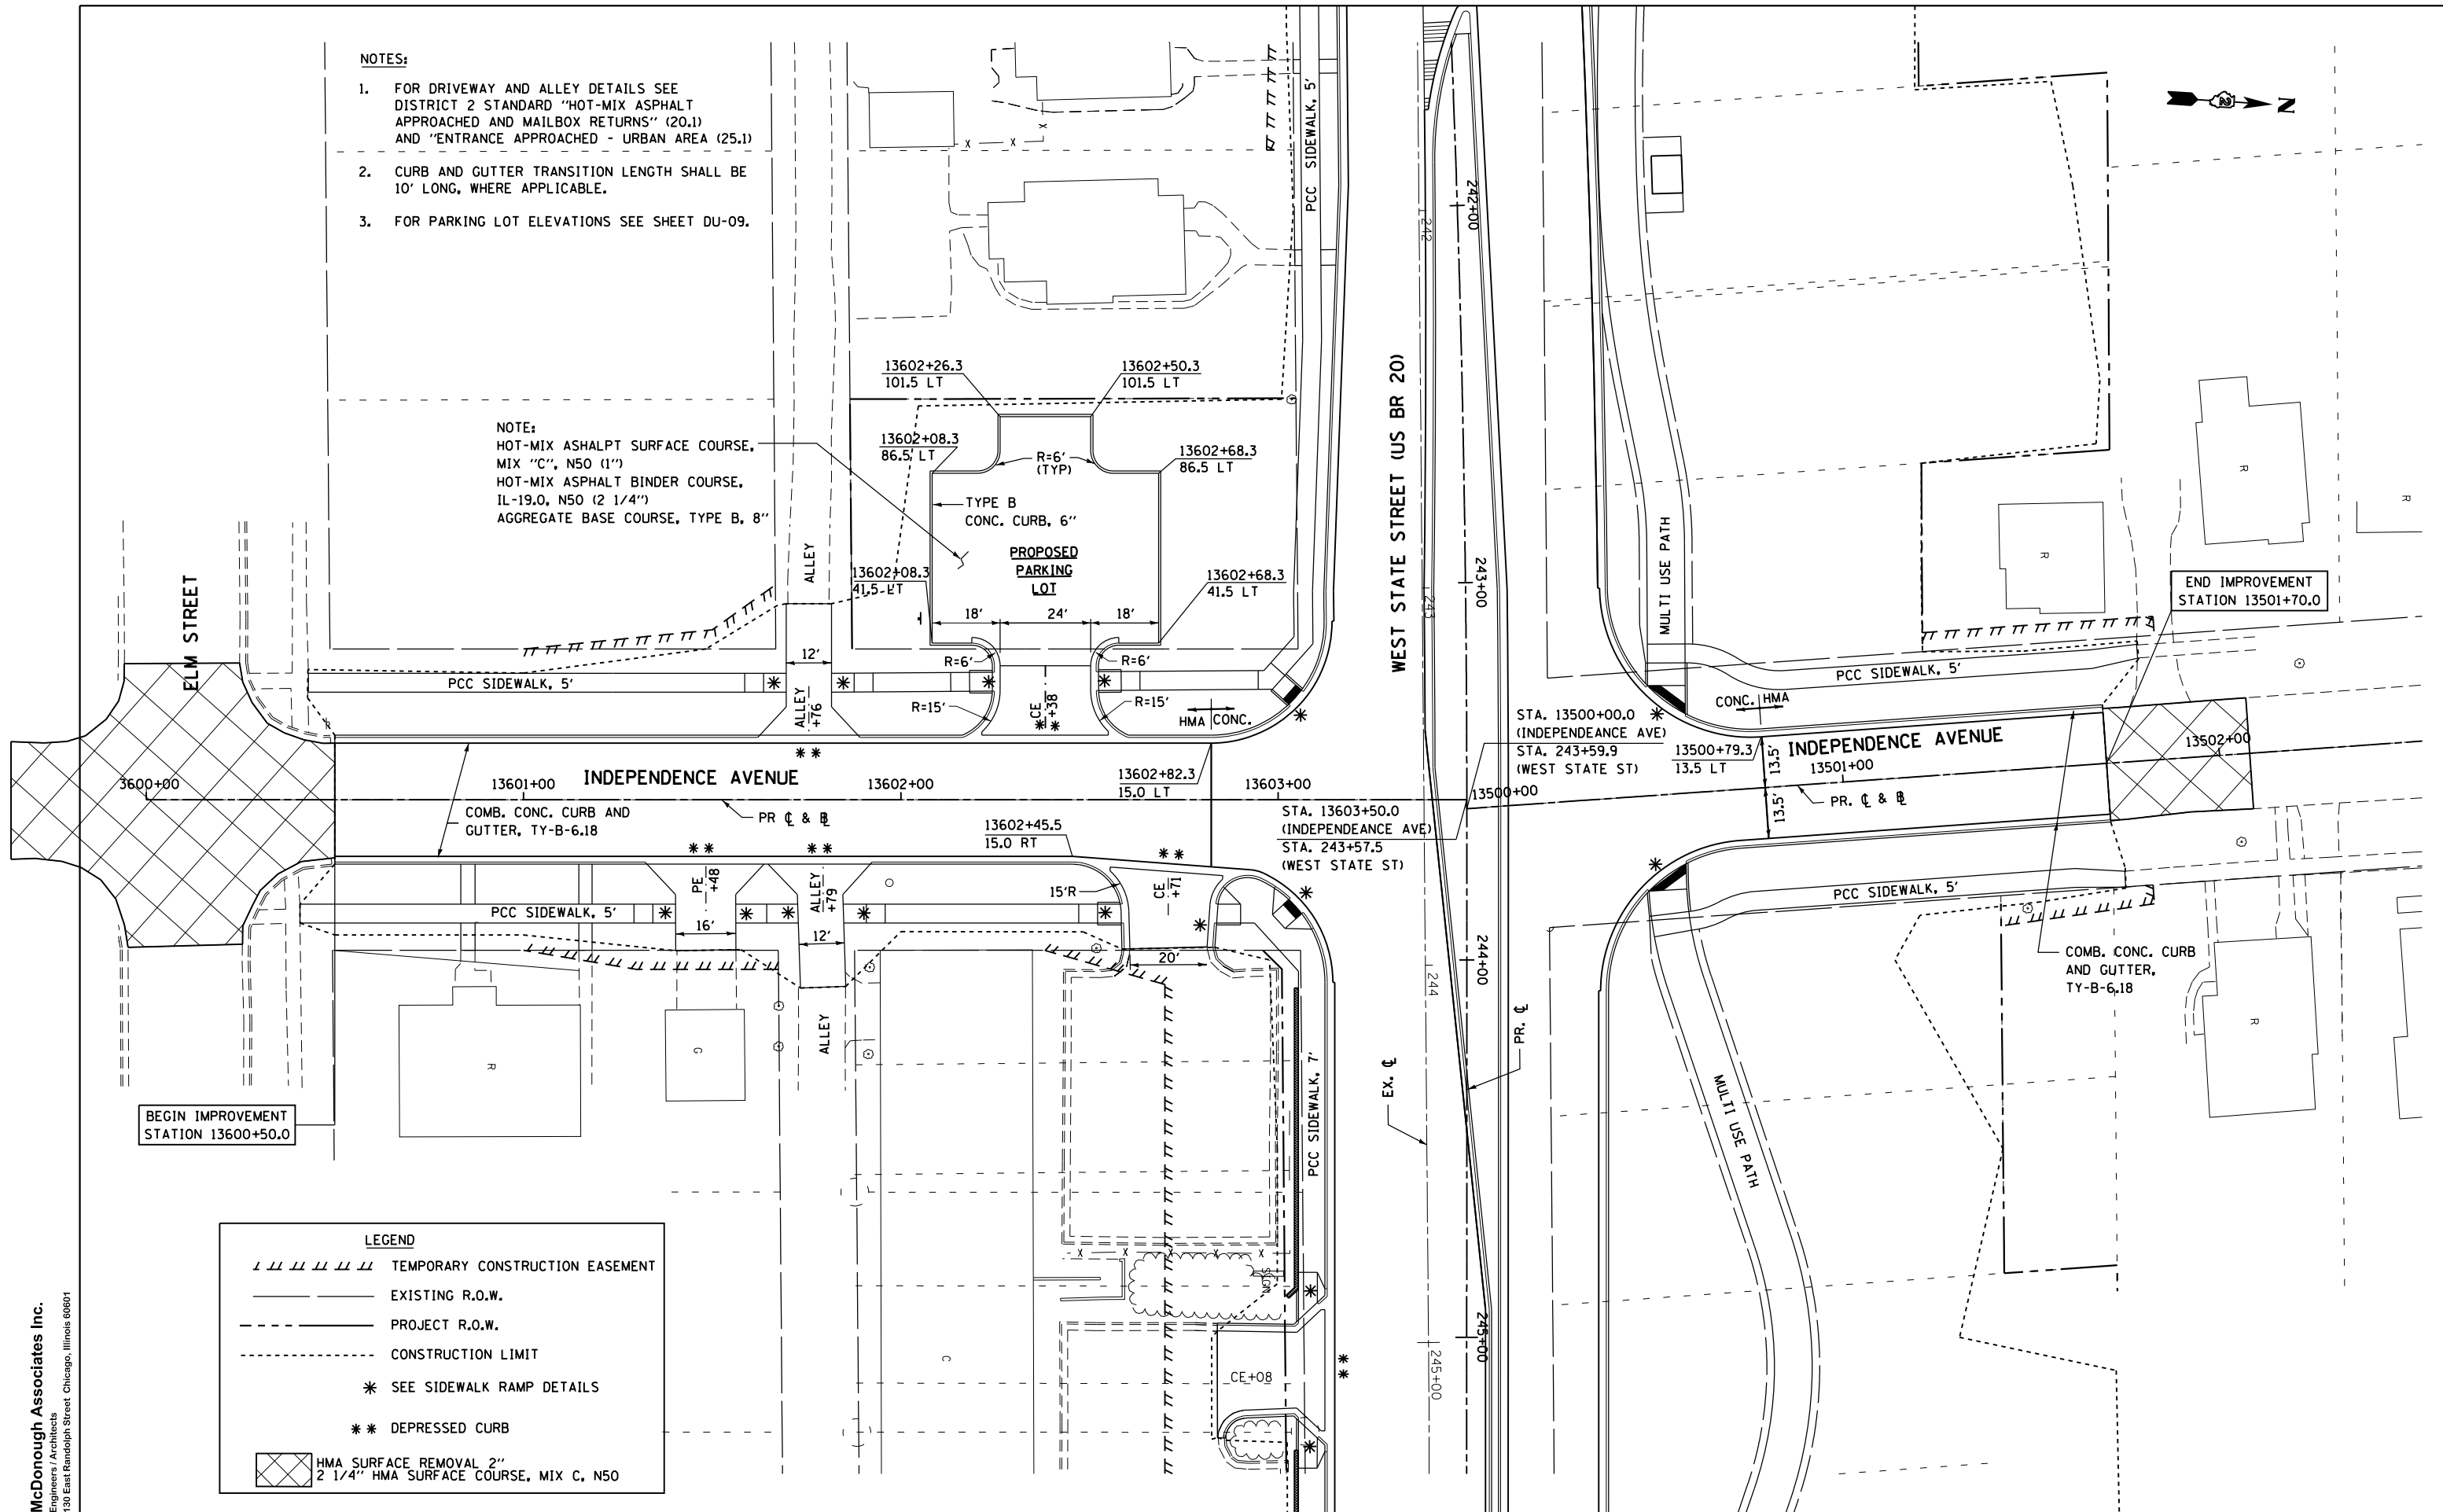 NOTES:
1. FOR DRIVEWAY AND ALLEY DETAILS SEE
DISTRICT 2 STANDARD "HOT-MIX ASPHALT
APPROACHED AND MAILBOX RETURNS" (20.1)
AND "ENTRANCE APPROACHED - URBAN AREA (25.1)
2. CURB AND GUTTER TRANSITION LENGTH SHALL BE
10' LONG, WHERE APPLICABLE.
3. FOR PARKING LOT ELEVATIONS SEE SHEET DU-09.
NOTE:
HOT-MIX ASHALPT SURFACE COURSE,
MIX "C", N50 (1")
HOT-MIX ASPHALT BINDER COURSE,
IL-19.0, N50 (2 1/4")
AGGREGATE BASE COURSE, TYPE B, 8"
13602+26.3
101.5 LT
13602+50.3
101.5 LT
13602+08.3
86.5 LT
13602+68.3
86.5 LT
R=6'
(TYP)
TYPE B
CONC. CURB, 6"
PROPOSED
PARKING
LOT
13602+08.3
41.5 LT
13602+68.3
41.5 LT
18'
24'
18'
R=6'
R=6'
R=15'
R=15'
CE
+38
**
HMA CONC.
PCC SIDEWALK, 5'
WEST STATE STREET (US BR 20)
242+00
242
243+00
243
244+00
244
245+00
245+00
N
ELM STREET
ALLEY
12'
ALLEY
+76
PCC SIDEWALK, 5'
R
3600+00
13601+00
INDEPENDENCE AVENUE
13602+00
13603+00
13602+82.3
15.0 LT
COMB. CONC. CURB AND
GUTTER, TY-B-6.18
PR ℄ & B
13602+45.5
15.0 RT
STA. 13603+50.0
(INDEPENDEANCE AVE)
STA. 243+57.5
(WEST STATE ST)
STA. 13500+00.0
(INDEPENDEANCE AVE)
STA. 243+59.9
(WEST STATE ST)
13500+79.3
13.5 LT
13500+00
13501+00
13502+00
INDEPENDENCE AVENUE
13.5'
13.5'
PR. ℄ & B
CONC. HMA
MULTI USE PATH
PCC SIDEWALK, 5'
END IMPROVEMENT
STATION 13501+70.0
R
R
R
PCC SIDEWALK, 5'
COMB. CONC. CURB
AND GUTTER,
TY-B-6.18
R
MULTI USE PATH
PE
+48
ALLEY
+79
PCC SIDEWALK, 5'
16'
12'
15'R
CE
+71
20'
R
G
C
ALLEY
PCC SIDEWALK, 7'
EX. ℄
PR. ℄
SIGN
CE+08
BEGIN IMPROVEMENT
STATION 13600+50.0
LEGEND
TEMPORARY CONSTRUCTION EASEMENT
EXISTING R.O.W.
PROJECT R.O.W.
CONSTRUCTION LIMIT
* SEE SIDEWALK RAMP DETAILS
** DEPRESSED CURB
HMA SURFACE REMOVAL 2"
2 1/4" HMA SURFACE COURSE, MIX C, N50
McDonough Associates Inc.
Engineers / Architects
130 East Randolph Street Chicago, Illinois 60601